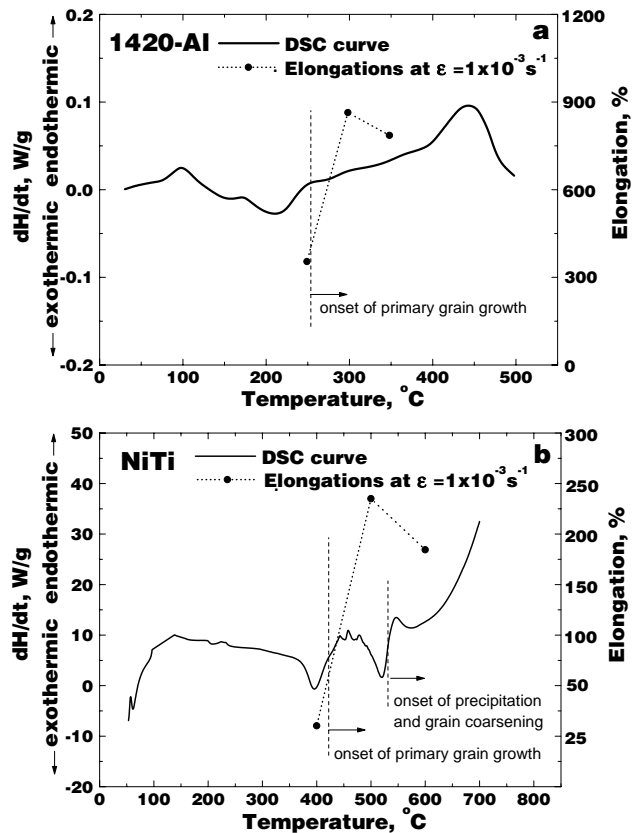 1200
0.2
1420-Al
DSC curve
a
Elongations at ε =1x10-3s-1
0.1
900
dH/dt, W/g
exothermic endothermic
0.0
600
Elongation, %
-0.1
300
onset of primary grain growth
-0.2
0
0 100 200 300 400 500
Temperature, °C
50
300
NiTi
DSC curve
b
Elongations at ε =1x10-3s-1
40
250
30
200
20
150
dH/dt, W/g
exothermic endothermic
10
100
Elongation, %
0
50
onset of precipitation
and grain coarsening
-10
25
onset of primary grain growth
-20
0
0 100 200 300 400 500 600 700 800
Temperature, °C